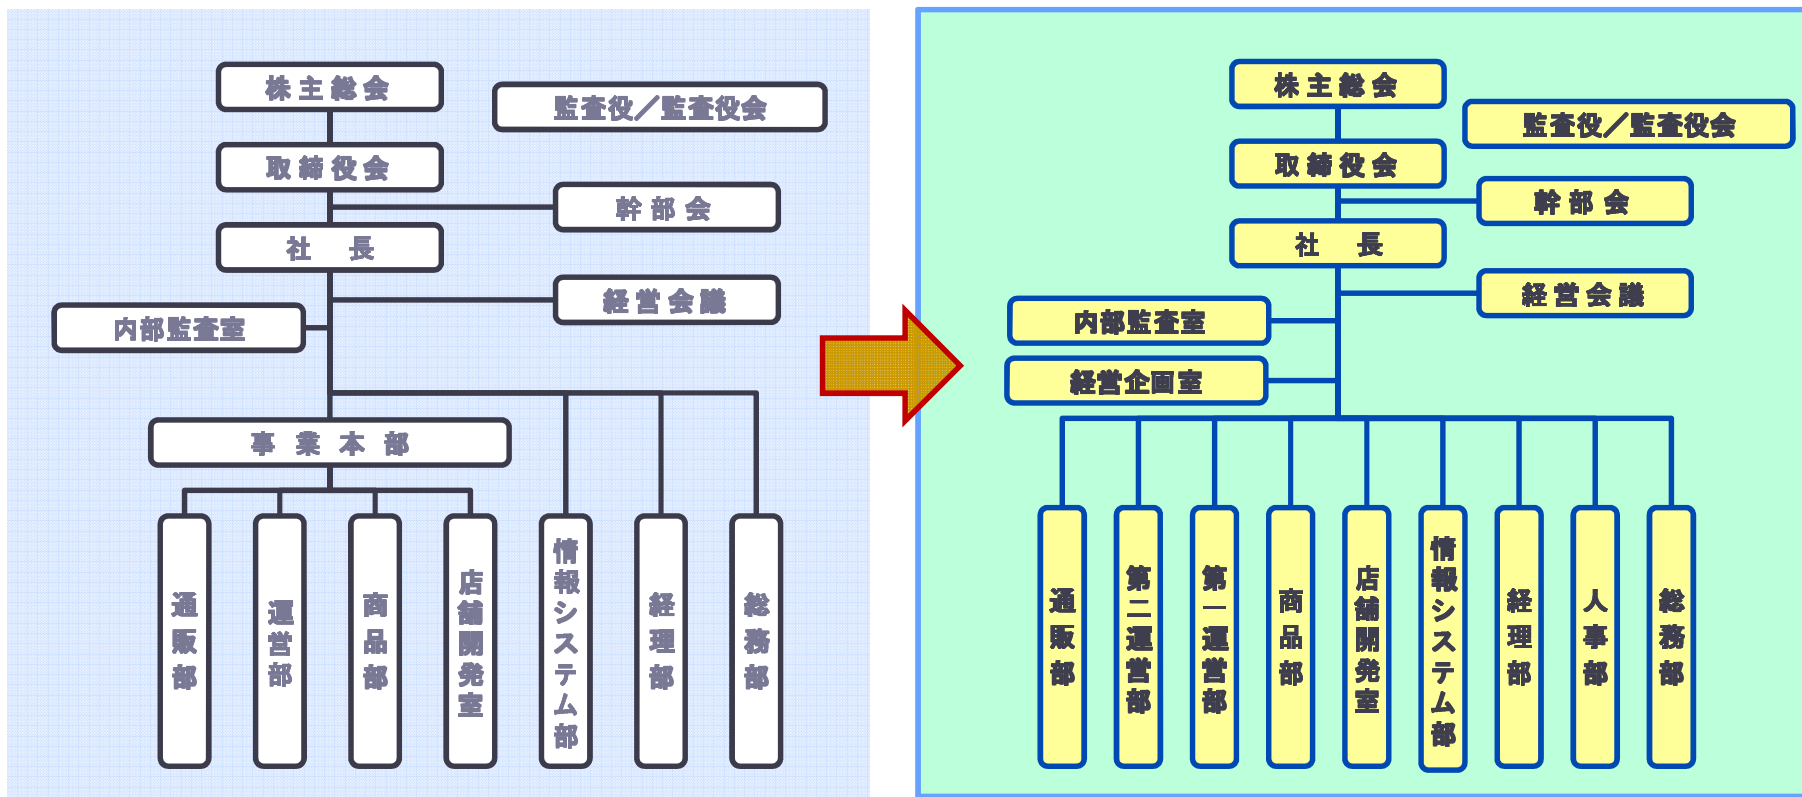 株主総会
監査役／監査役会
取締役会
幹部会
社長
経営会議
内部監査室
事業本部
通販部
運営部
商品部
店舗開発室
情報システム部
経理部
総務部
株主総会
監査役／監査役会
取締役会
幹部会
社長
経営会議
内部監査室
経営企画室
通販部
第二運営部
第一運営部
商品部
店舗開発室
情報システム部
経理部
人事部
総務部